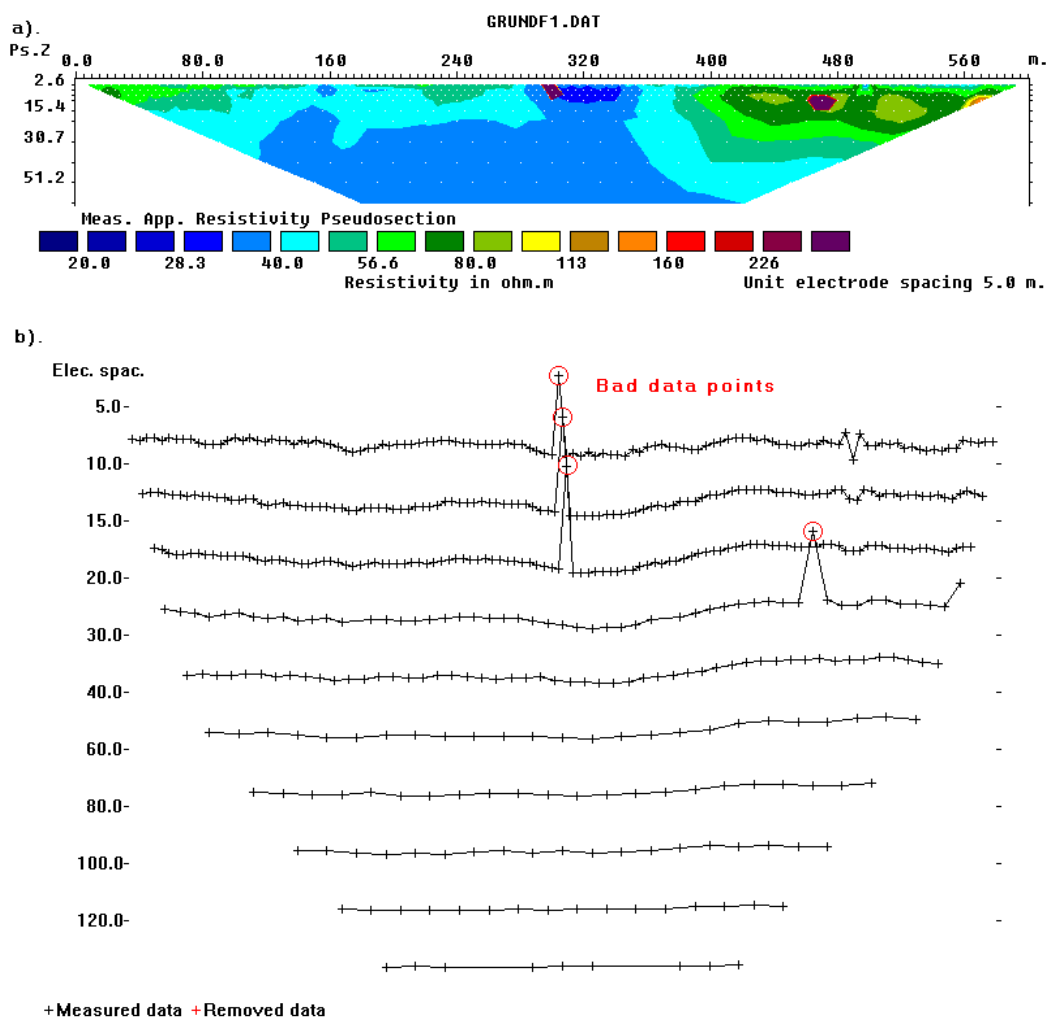 a).
GRUNDF1.DAT
Ps.Z 0.0 80.0 160 240 320 400 480 560 m.
2.6
15.4
30.7
51.2
Meas. App. Resistivity Pseudosection
20.0 28.3 40.0 56.6 80.0 113 160 226
Resistivity in ohm.m Unit electrode spacing 5.0 m.
b).
Elec. spac.
Bad data points
5.0-
10.0-
15.0-
20.0-
30.0-
40.0-
60.0-
80.0-
100.0-
120.0-
+Measured data +Removed data